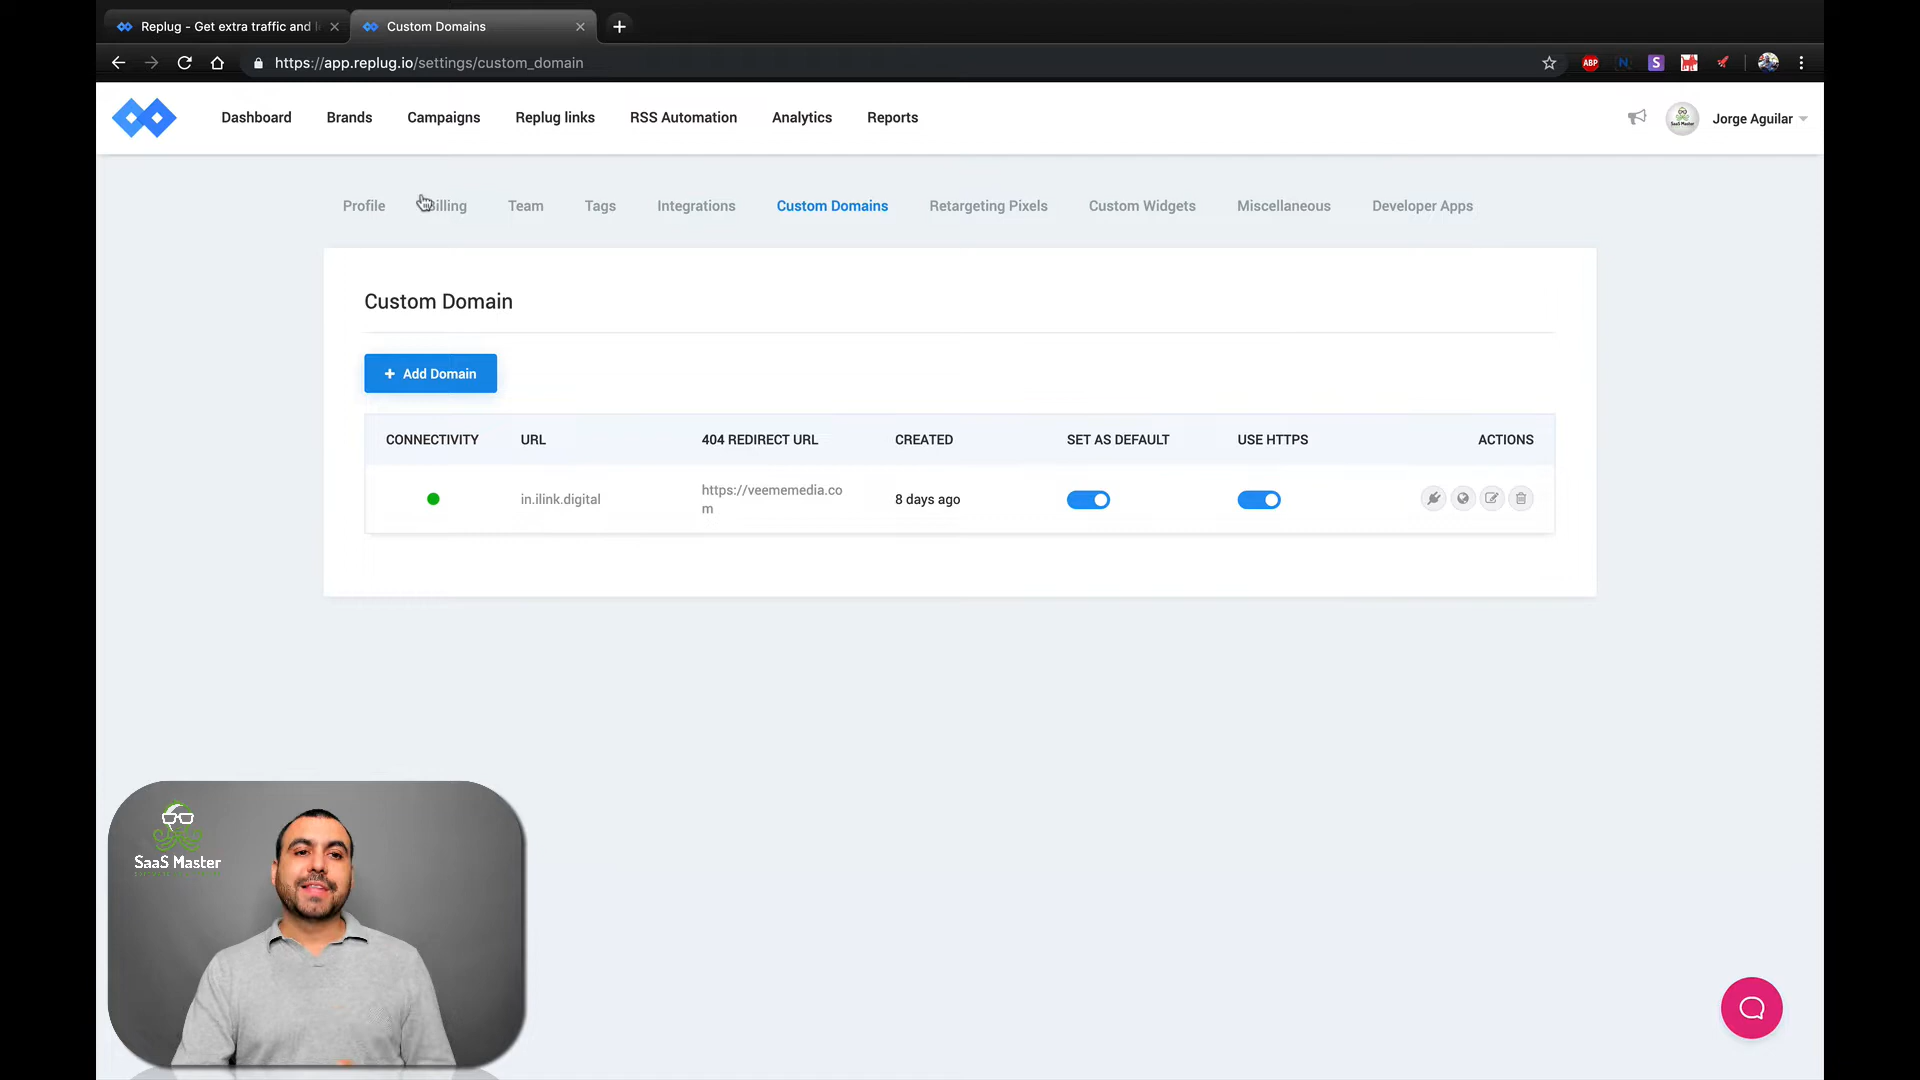 Replug - Get extra traffic and
Custom Domains
https://app.replug.io/settings/custom_domain
ABP
N
S
Dashboard
Brands
Campaigns
Replug links
RSS Automation
Analytics
Reports
Jorge Aguilar
Profile
Billing
Team
Tags
Integrations
Custom Domains
Retargeting Pixels
Custom Widgets
Miscellaneous
Developer Apps
Custom Domain
+ Add Domain
CONNECTIVITY
URL
404 REDIRECT URL
CREATED
SET AS DEFAULT
USE HTTPS
ACTIONS
in.ilink.digital
https://veememedia.co
m
8 days ago
SaaS Master